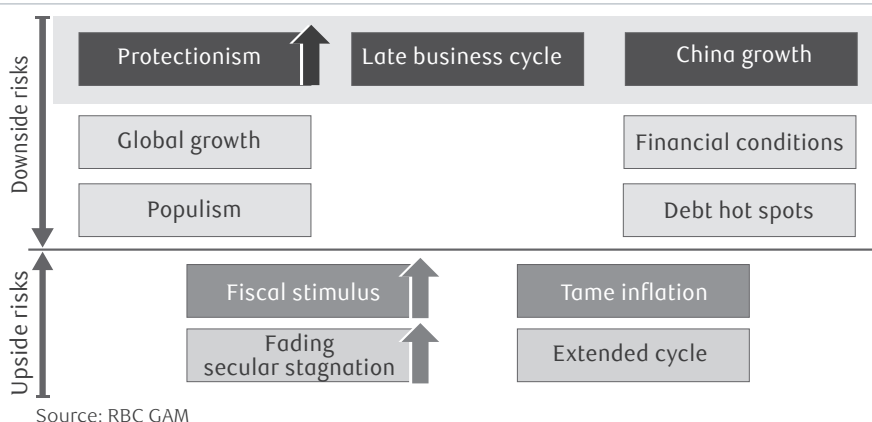 Downside risks
Protectionism
Late business cycle
China growth
Global growth
Financial conditions
Populism
Debt hot spots
Upside risks
Fiscal stimulus
Tame inflation
Fading
secular stagnation
Extended cycle
Source: RBC GAM